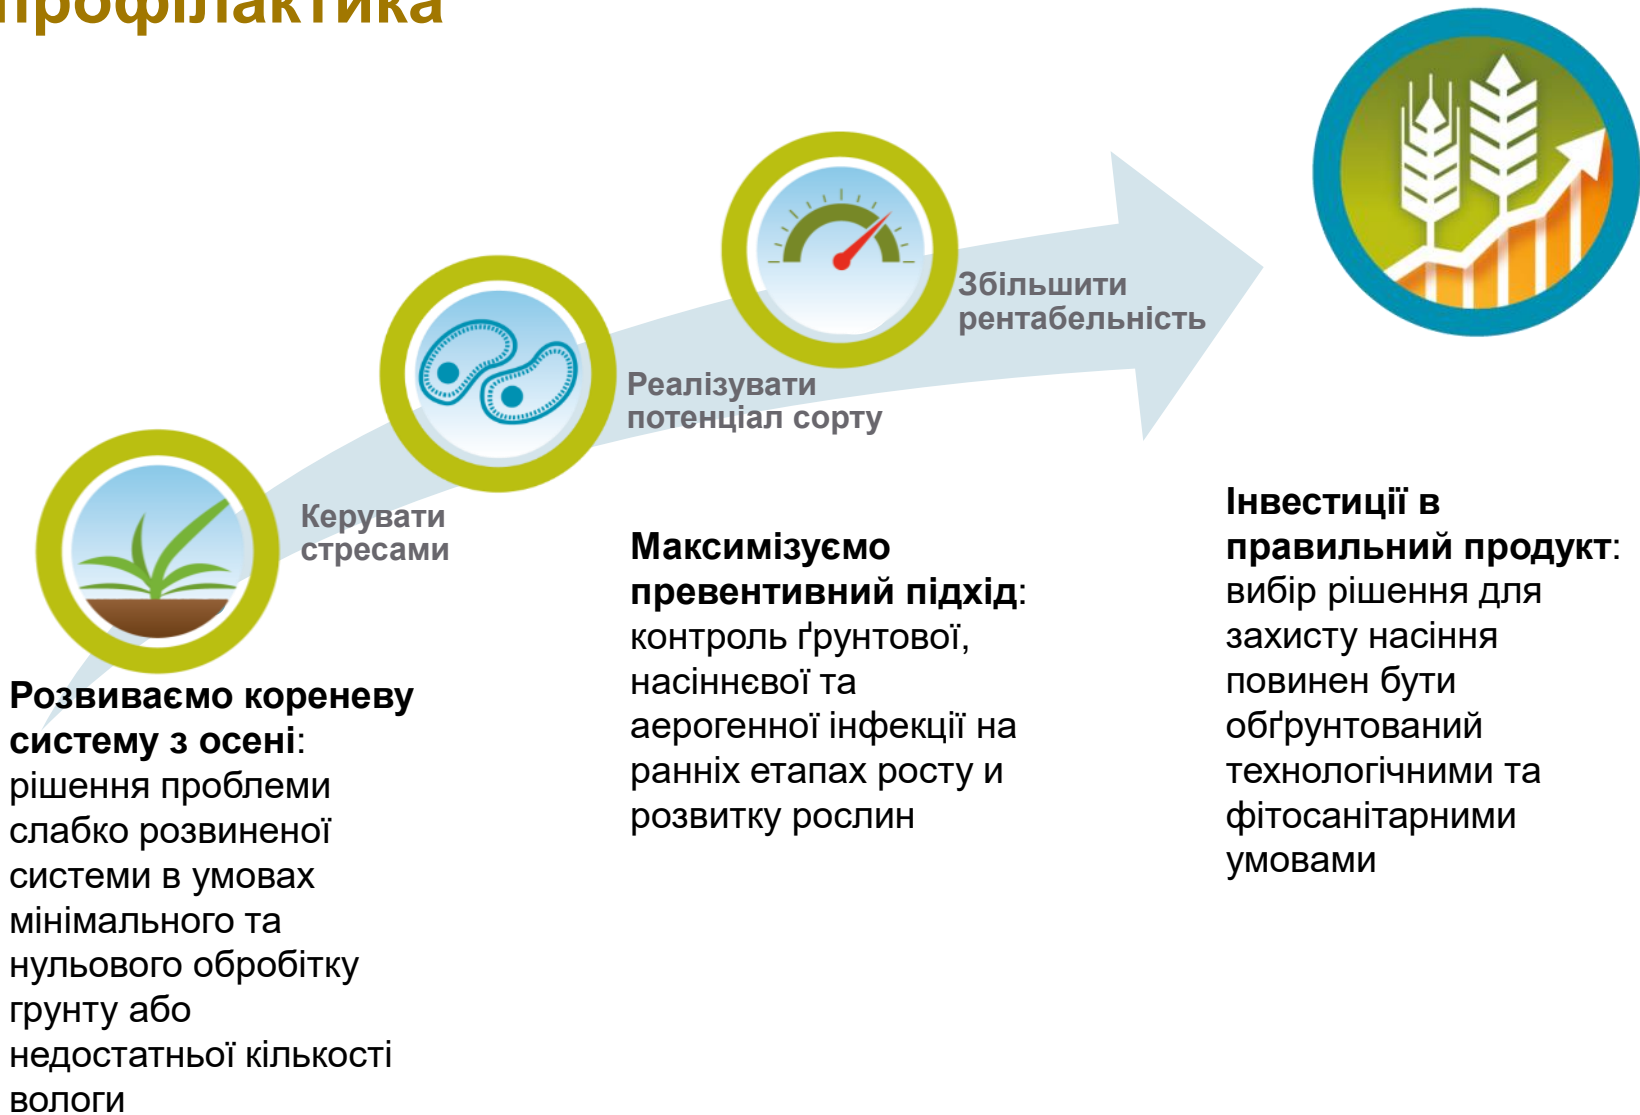 профілактика
Збільшити
рентабельність
Реалізувати
потенціал сорту
Керувати
стресами
Розвиваємо кореневу
систему з осені:
рішення проблеми
слабко розвиненої
системи в умовах
мінімального та
нульового обробітку
грунту або
недостатньої кількості
вологи
Максимізуємо
превентивний підхід:
контроль ґрунтової,
насіннєвої та
аерогенної інфекції на
ранніх етапах росту и
розвитку рослин
Інвестиції в
правильний продукт:
вибір рішення для
захисту насіння
повинен бути
обґрунтований
технологічними та
фітосанітарними
умовами